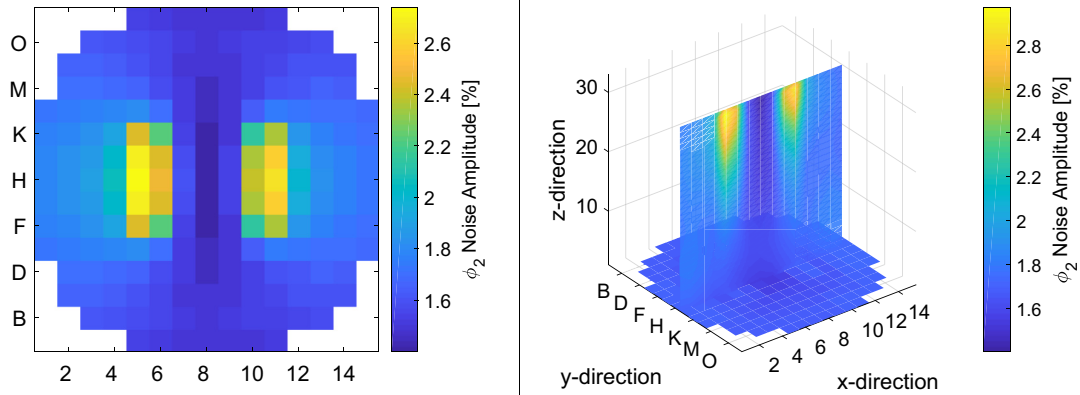 O
M
K
H
F
D
B
2 4 6 8 10 12 14
2.6
2.4
2.2
2
1.8
1.6
ϕ2 Noise Amplitude [%]
30
20
10
z-direction
B D F H K M O
y-direction
2 4 6 8 10 12 14
x-direction
2.8
2.6
2.4
2.2
2
1.8
1.6
ϕ2 Noise Amplitude [%]